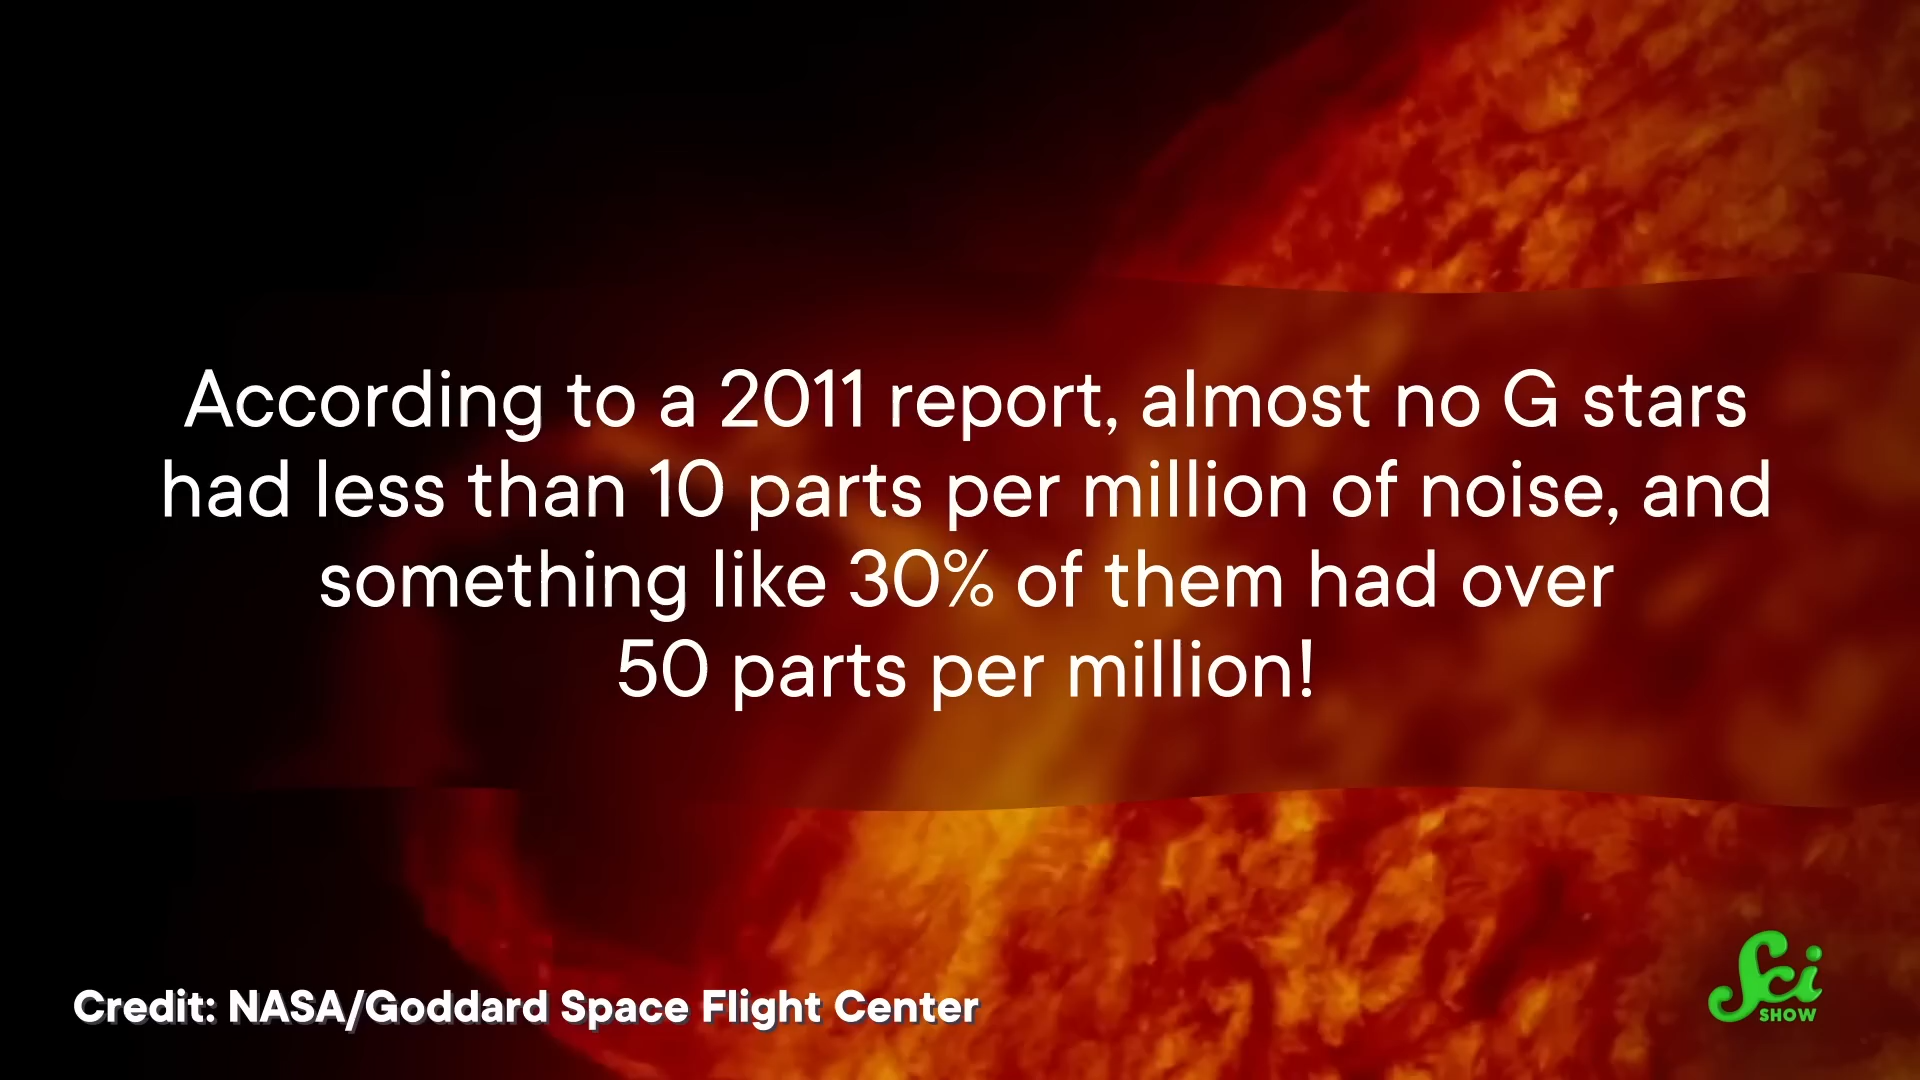 According to a 2011 report, almost no G stars
had less than 10 parts per million of noise, and
something like 30% of them had over
50 parts per million!
Credit: NASA/Goddard Space Flight Center
Sci
SHOW